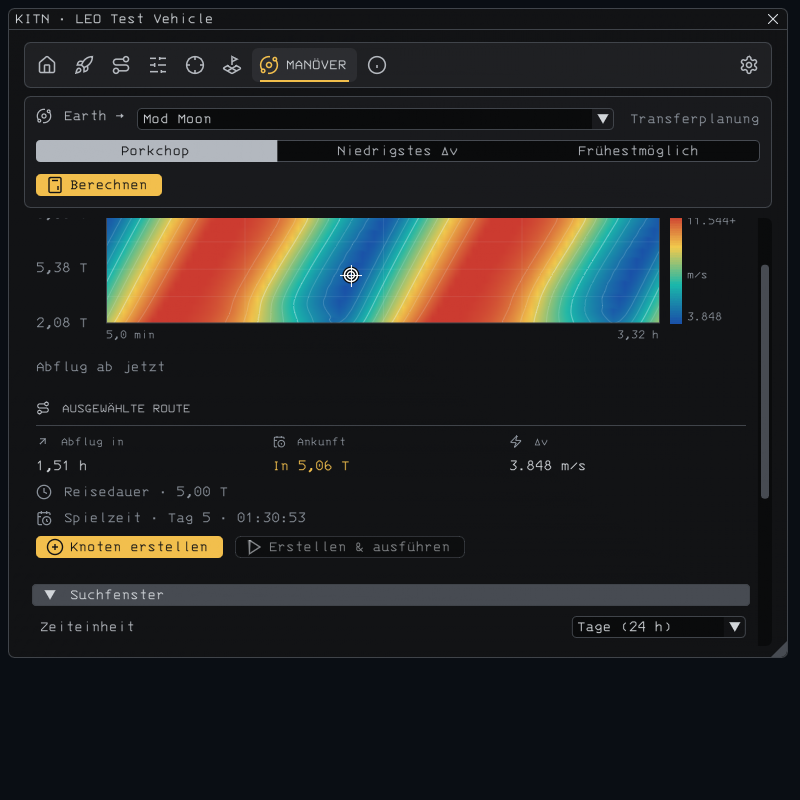 KITN · LEO Test Vehicle
MANÖVER
Earth → Mod Moon Transferplanung
Porkchop Niedrigstes Δv Frühestmöglich
Berechnen
11.544+
5,38 T
m/s
2,08 T
3.848
5,0 min 3,32 h
Abflug ab jetzt
AUSGEWÄHLTE ROUTE
Abflug in Ankunft Δv
1,51 h In 5,06 T 3.848 m/s
Reisedauer · 5,00 T
Spielzeit · Tag 5 · 01:30:53
Knoten erstellen Erstellen & ausführen
Suchfenster
Zeiteinheit Tage (24 h)